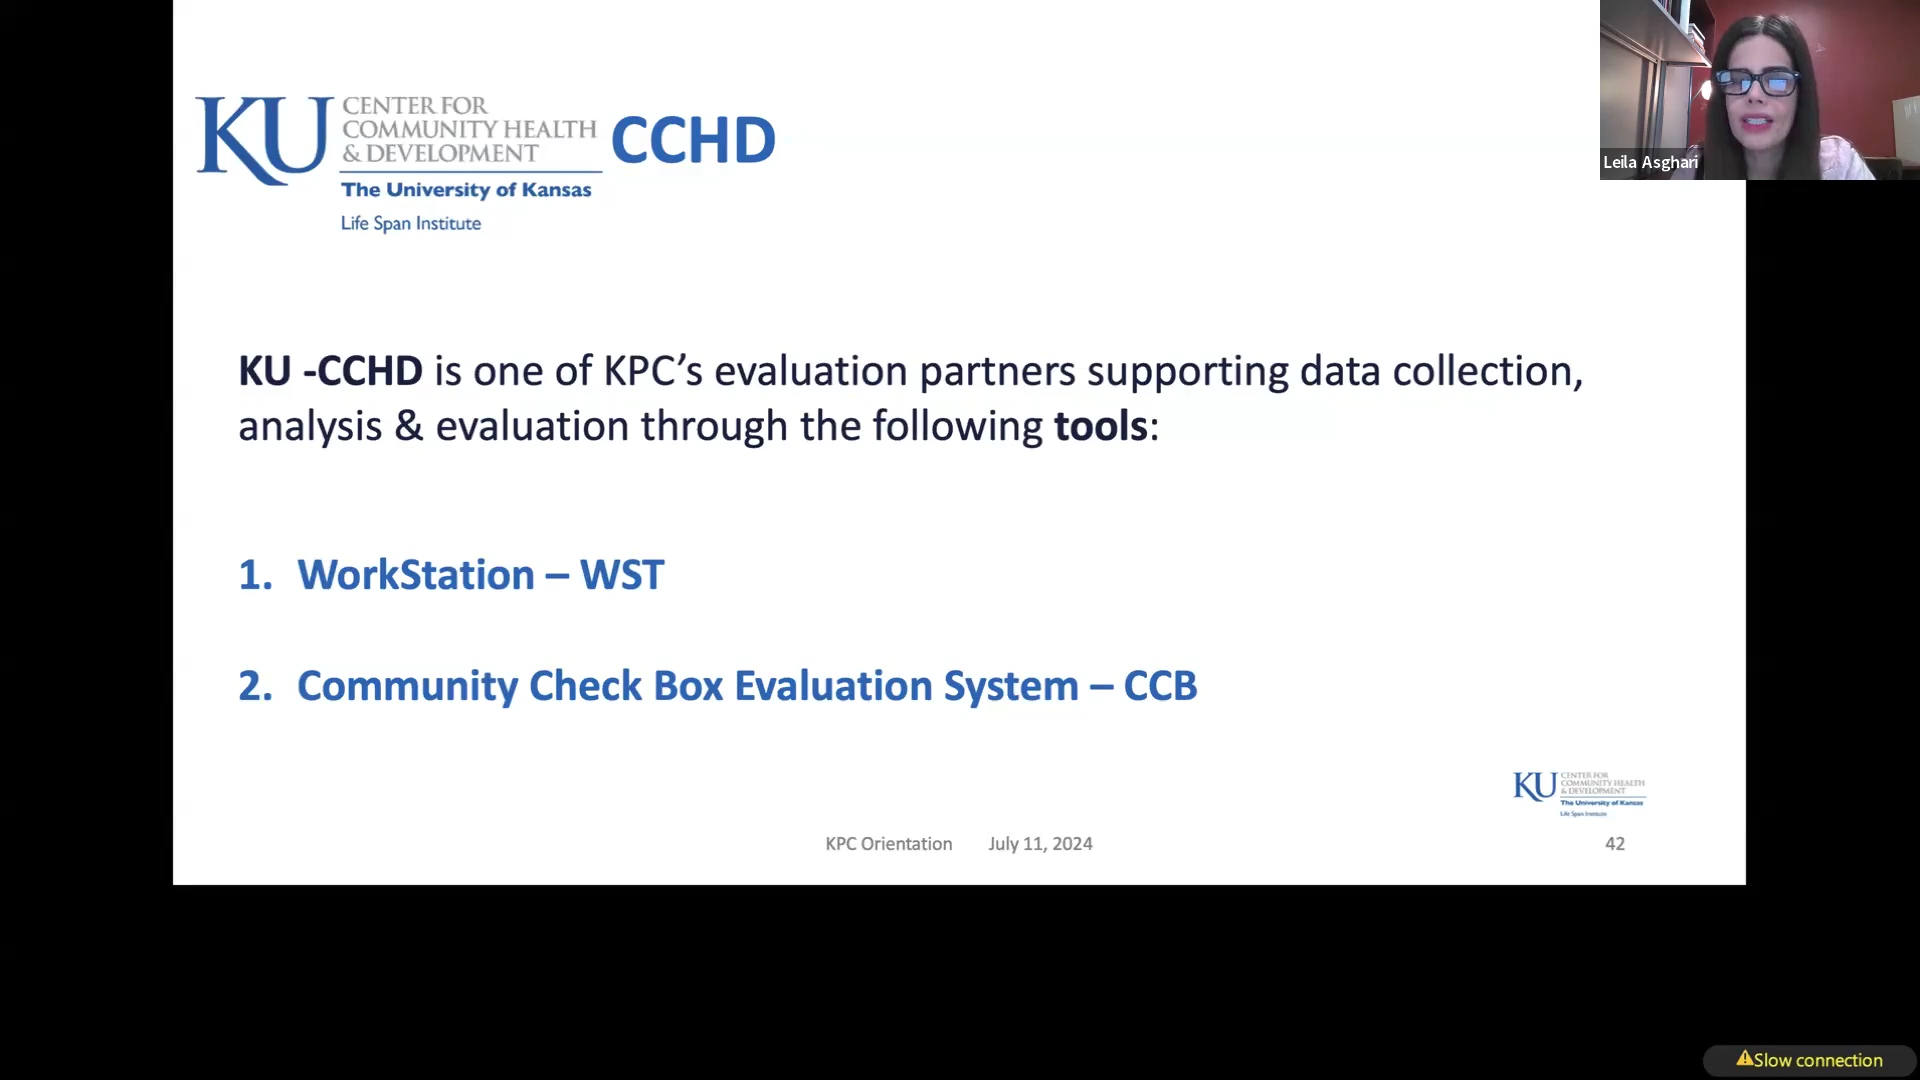 KU CENTER FOR
COMMUNITY HEALTH
& DEVELOPMENT
The University of Kansas
Life Span Institute
CCHD
Leila Asghari
KU -CCHD is one of KPC’s evaluation partners supporting data collection,
analysis & evaluation through the following tools:
1. WorkStation – WST
2. Community Check Box Evaluation System – CCB
KU CENTER FOR
COMMUNITY HEALTH
& DEVELOPMENT
The University of Kansas
Life Span Institute
KPC Orientation July 11, 2024
42
Slow connection